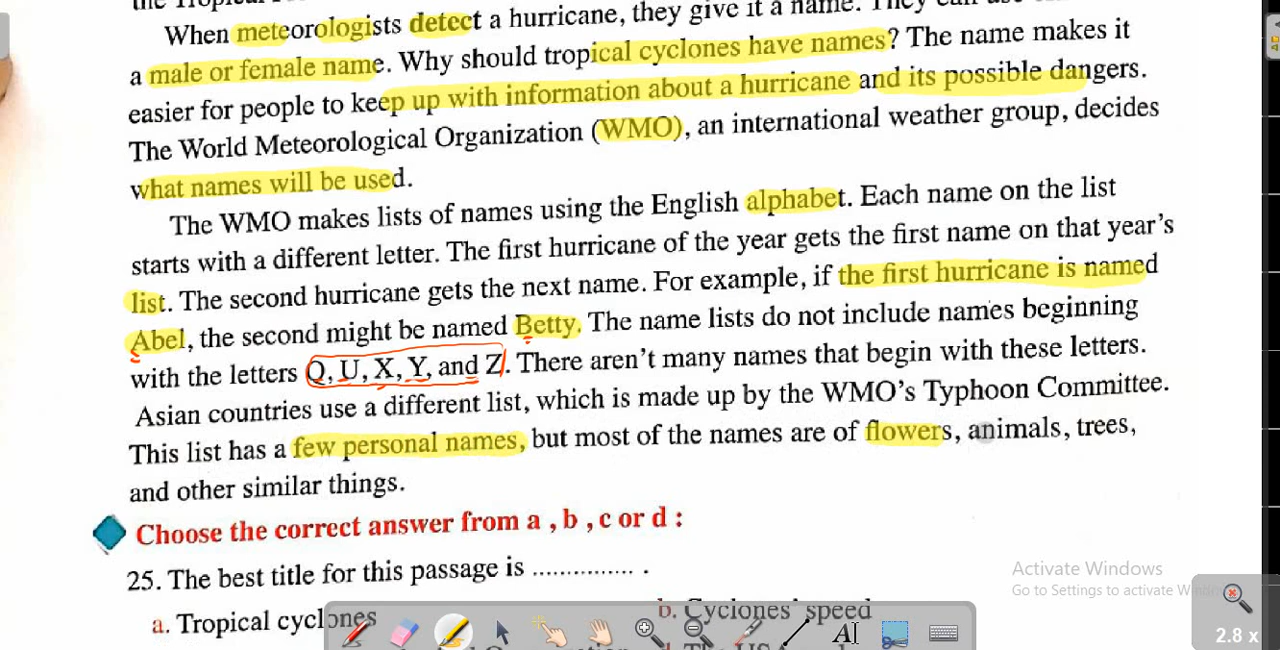 When meteorologists detect a hurricane, they give it a name. They can use
a male or female name. Why should tropical cyclones have names? The name makes it
easier for people to keep up with information about a hurricane and its possible dangers.
The World Meteorological Organization (WMO), an international weather group, decides
what names will be used.
The WMO makes lists of names using the English alphabet. Each name on the list
starts with a different letter. The first hurricane of the year gets the first name on that year's
list. The second hurricane gets the next name. For example, if the first hurricane is named
Abel, the second might be named Betty. The name lists do not include names beginning
with the letters Q, U, X, Y, and Z. There aren't many names that begin with these letters.
Asian countries use a different list, which is made up by the WMO's Typhoon Committee.
This list has a few personal names, but most of the names are of flowers, animals, trees,
and other similar things.
Choose the correct answer from a , b , c or d :
25. The best title for this passage is ............... .
a. Tropical cyclones
b. Cyclones' speed
Activate Windows
Go to Settings to activate
AI
2.8 x